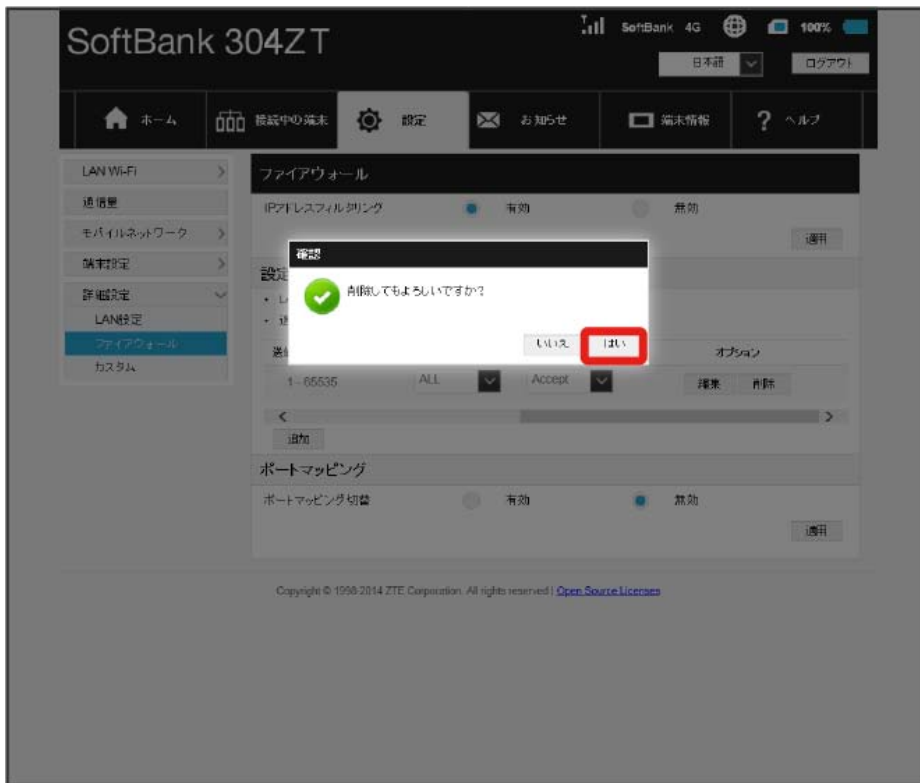 SoftBank 304ZT
SoftBank 4G 100%
日本語 ログアウト
ホーム 接続中の端末 設定 お知らせ 端末情報 ? ヘルプ
LAN Wi-Fi
通信量
モバイルネットワーク
端末設定
詳細設定
LAN設定
ファイアウォール
カスタム
ファイアウォール
IPアドレスフィルタリング 有効 無効
適用
確認
削除してもよろしいですか?
いいえ はい
設定
オプション
1 - 65535 ALL Accept 編集 削除
追加
ポートマッピング
ポートマッピング切替 有効 無効
適用
Copyright © 1998-2014 ZTE Corporation. All rights reserved | Open Source Licenses